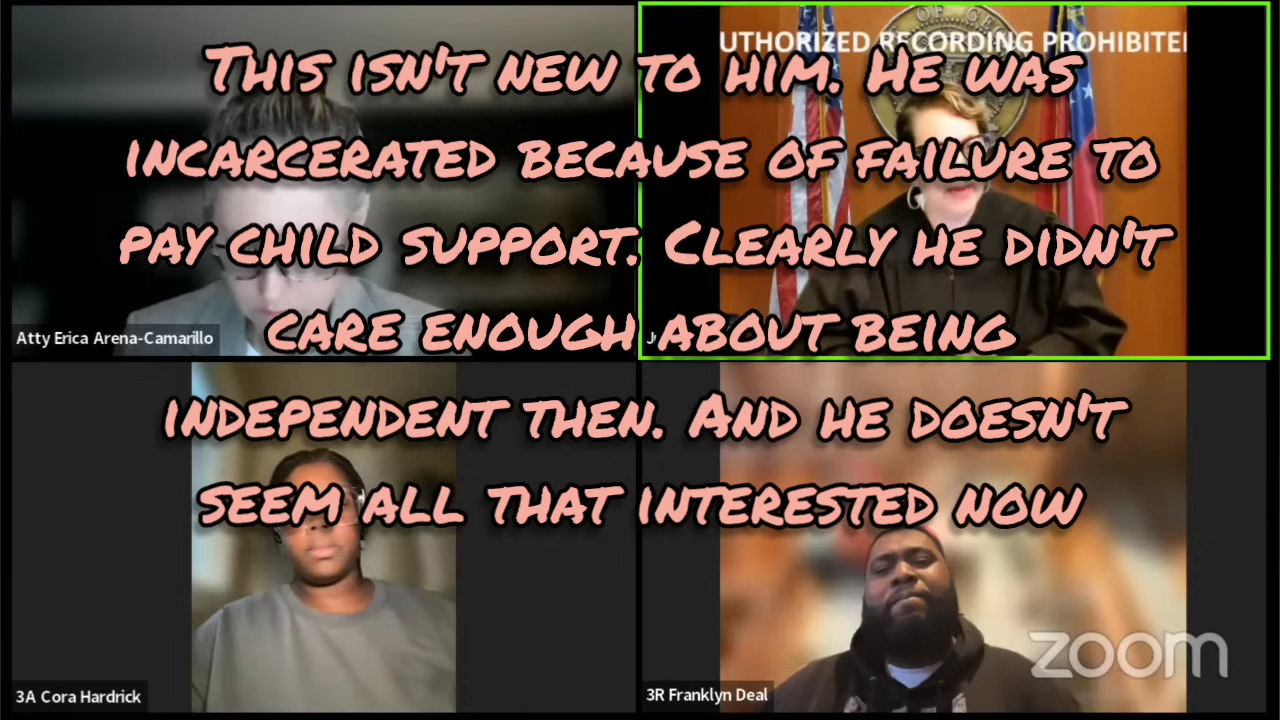 OF GEO
UTHORIZED RECORDING PROHIBITE
This isn't new to him. He was
incarcerated because of failure to
pay child support. Clearly he didn't
care enough about being
independent then. And he doesn't
seem all that interested now
Atty Erica Arena-Camarillo
3A Cora Hardrick
3R Franklyn Deal
zoom